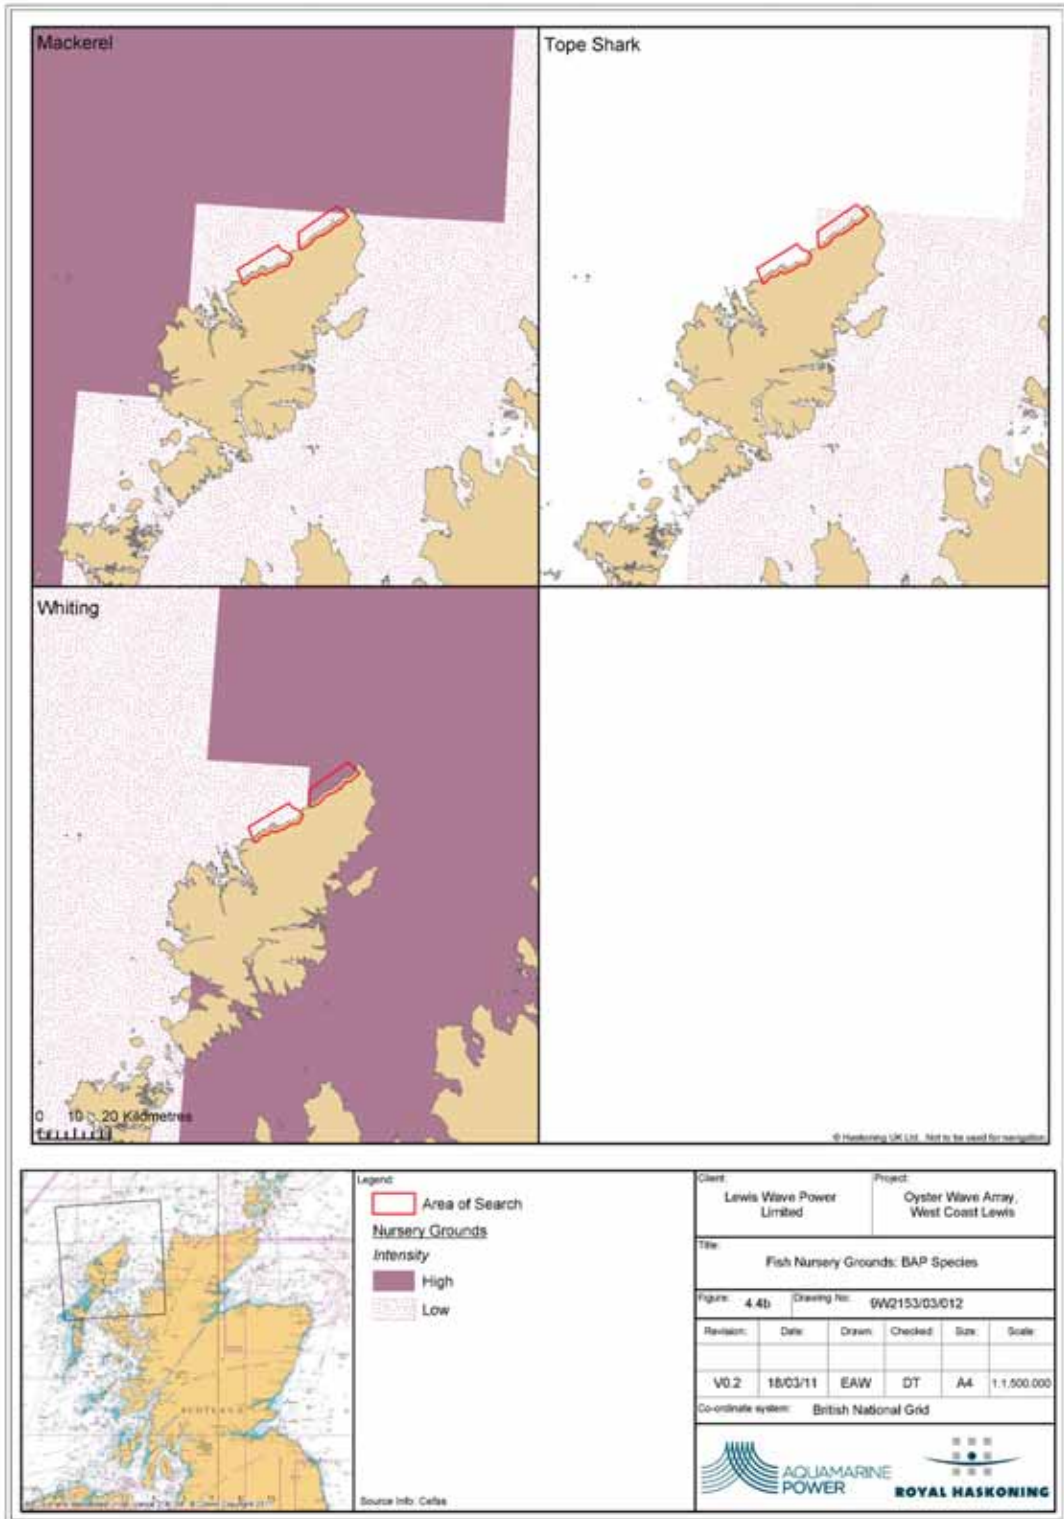 Mackerel
Tope Shark
Whiting
0 10 20 Kilometres
© Haskoning UK Ltd. Not to be used for navigation.
SCOTLAND
Legend:
Area of Search
Nursery Grounds
Intensity
High
Low
Source Info: Cefas
Client:
Lewis Wave Power
Limited
Project:
Oyster Wave Array,
West Coast Lewis
Title:
Fish Nursery Grounds: BAP Species
Figure: 4.4b Drawing No: 9W2153/03/012
Revision: Date: Drawn: Checked: Size: Scale:
V0.2 18/03/11 EAW DT A4 1:1,500,000
Co-ordinate system: British National Grid
AQUAMARINE
POWER
ROYAL HASKONING